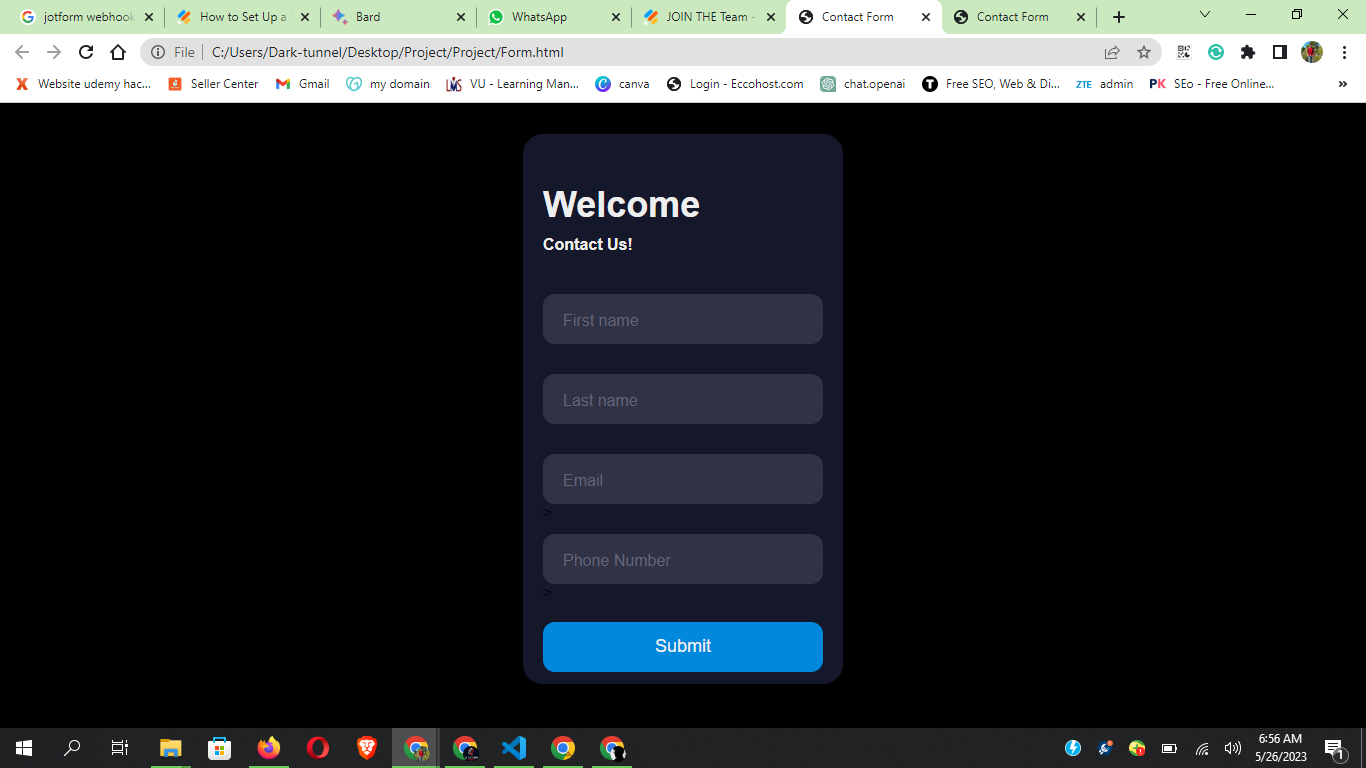 jotform webhook
How to Set Up a
Bard
WhatsApp
JOIN THE Team -
Contact Form
Contact Form
File
C:/Users/Dark-tunnel/Desktop/Project/Project/Form.html
Website udemy hac...
Seller Center
Gmail
my domain
VU - Learning Man...
canva
Login - Eccohost.com
chat.openai
Free SEO, Web & Di...
ZTE admin
PK SEo - Free Online...
»
Welcome
Contact Us!
First name
Last name
Email
>
Phone Number
>
Submit
6:56 AM
5/26/2023
1